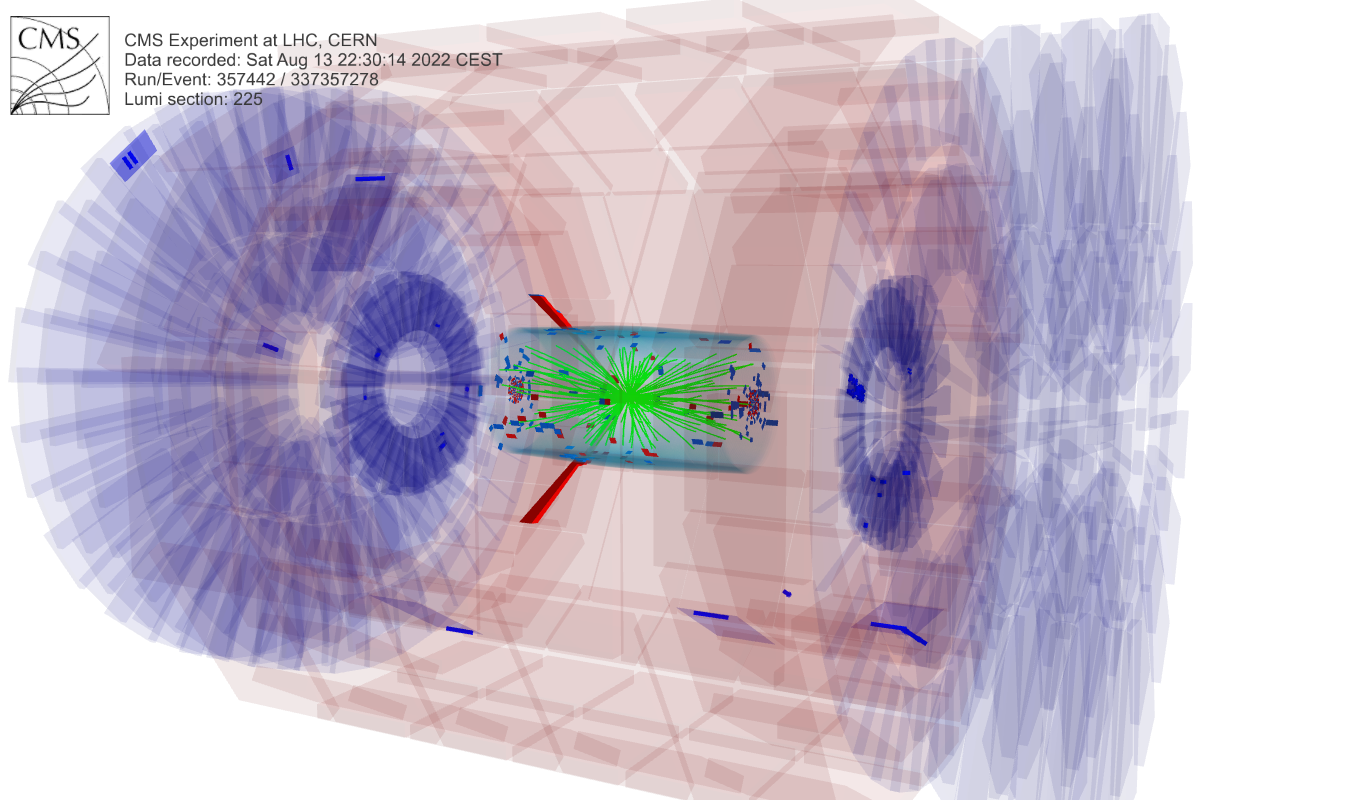 CMS
CMS Experiment at LHC, CERN
Data recorded: Sat Aug 13 22:30:14 2022 CEST
Run/Event: 357442 / 337357278
Lumi section: 225